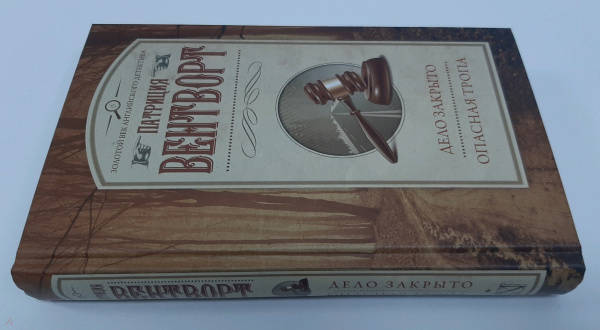 ЗОЛОТОЙ ВЕК АНГЛИЙСКОГО ДЕТЕКТИВА
ПАТРИЦИЯ
ВЕНТВОРТ
ДЕЛО ЗАКРЫТО
ОПАСНАЯ ТРОПА
ВЕНТВОРТ
ДЕЛО ЗАКРЫТО